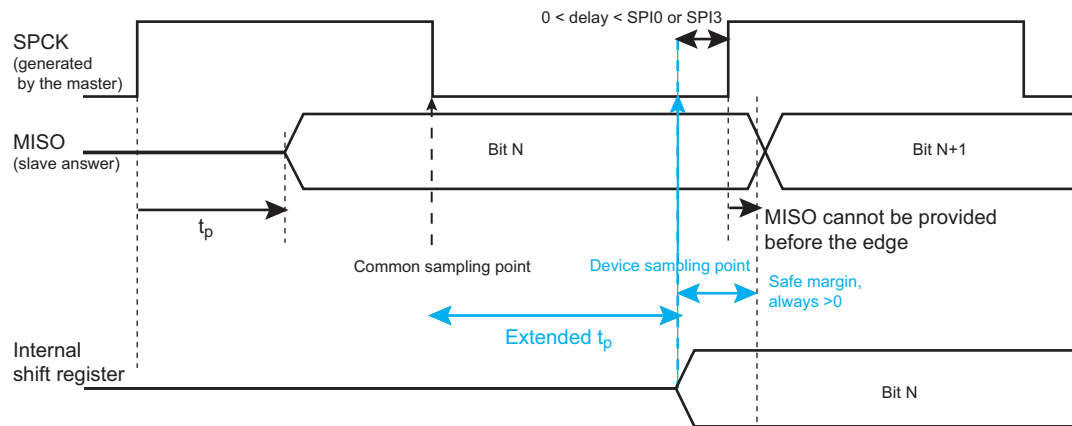 0 < delay < SPI0 or SPI3
SPCK
(generated
by the master)
MISO
(slave answer)
Bit N
Bit N+1
tp
MISO cannot be provided
before the edge
Common sampling point
Device sampling point
Safe margin,
always >0
Extended tp
Internal
shift register
Bit N